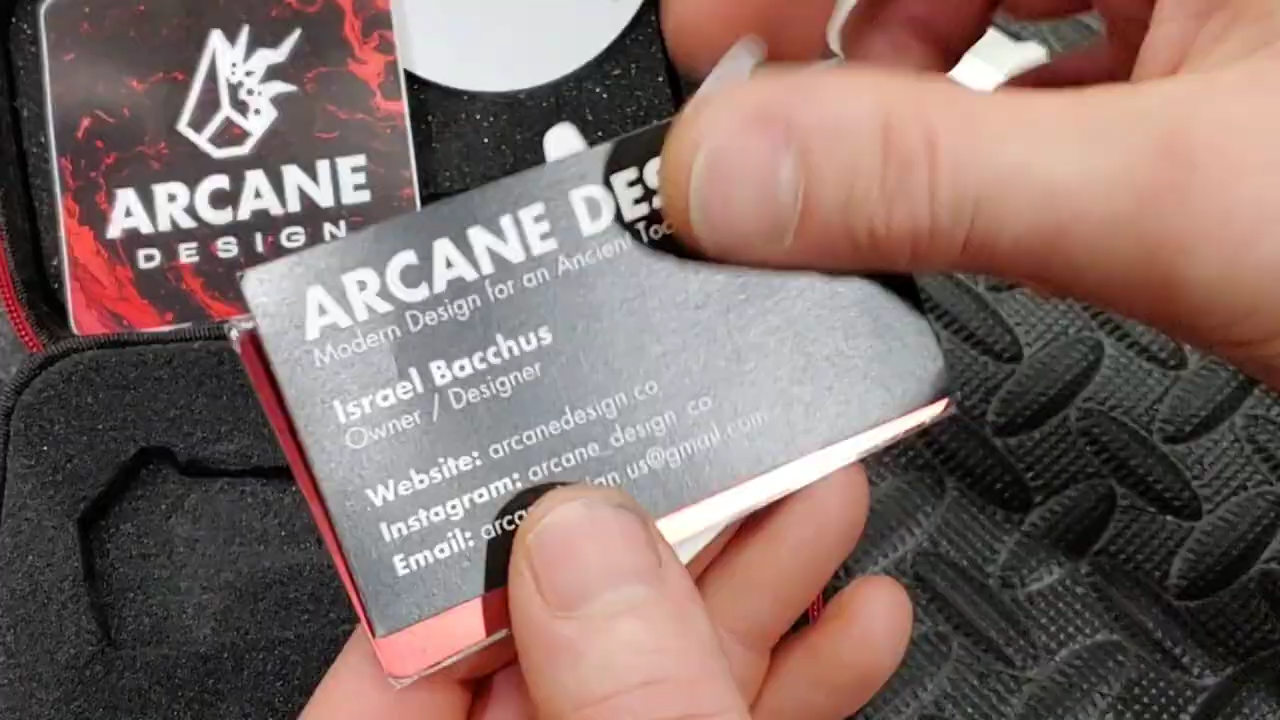 ARCANE
DESIGN
ARCANE DES
Modern Design for an Ancient Too
Israel Bacchus
Owner / Designer
Website: arcanedesign.co
Instagram: arcane_design_co
Email: arca us@gmail.com